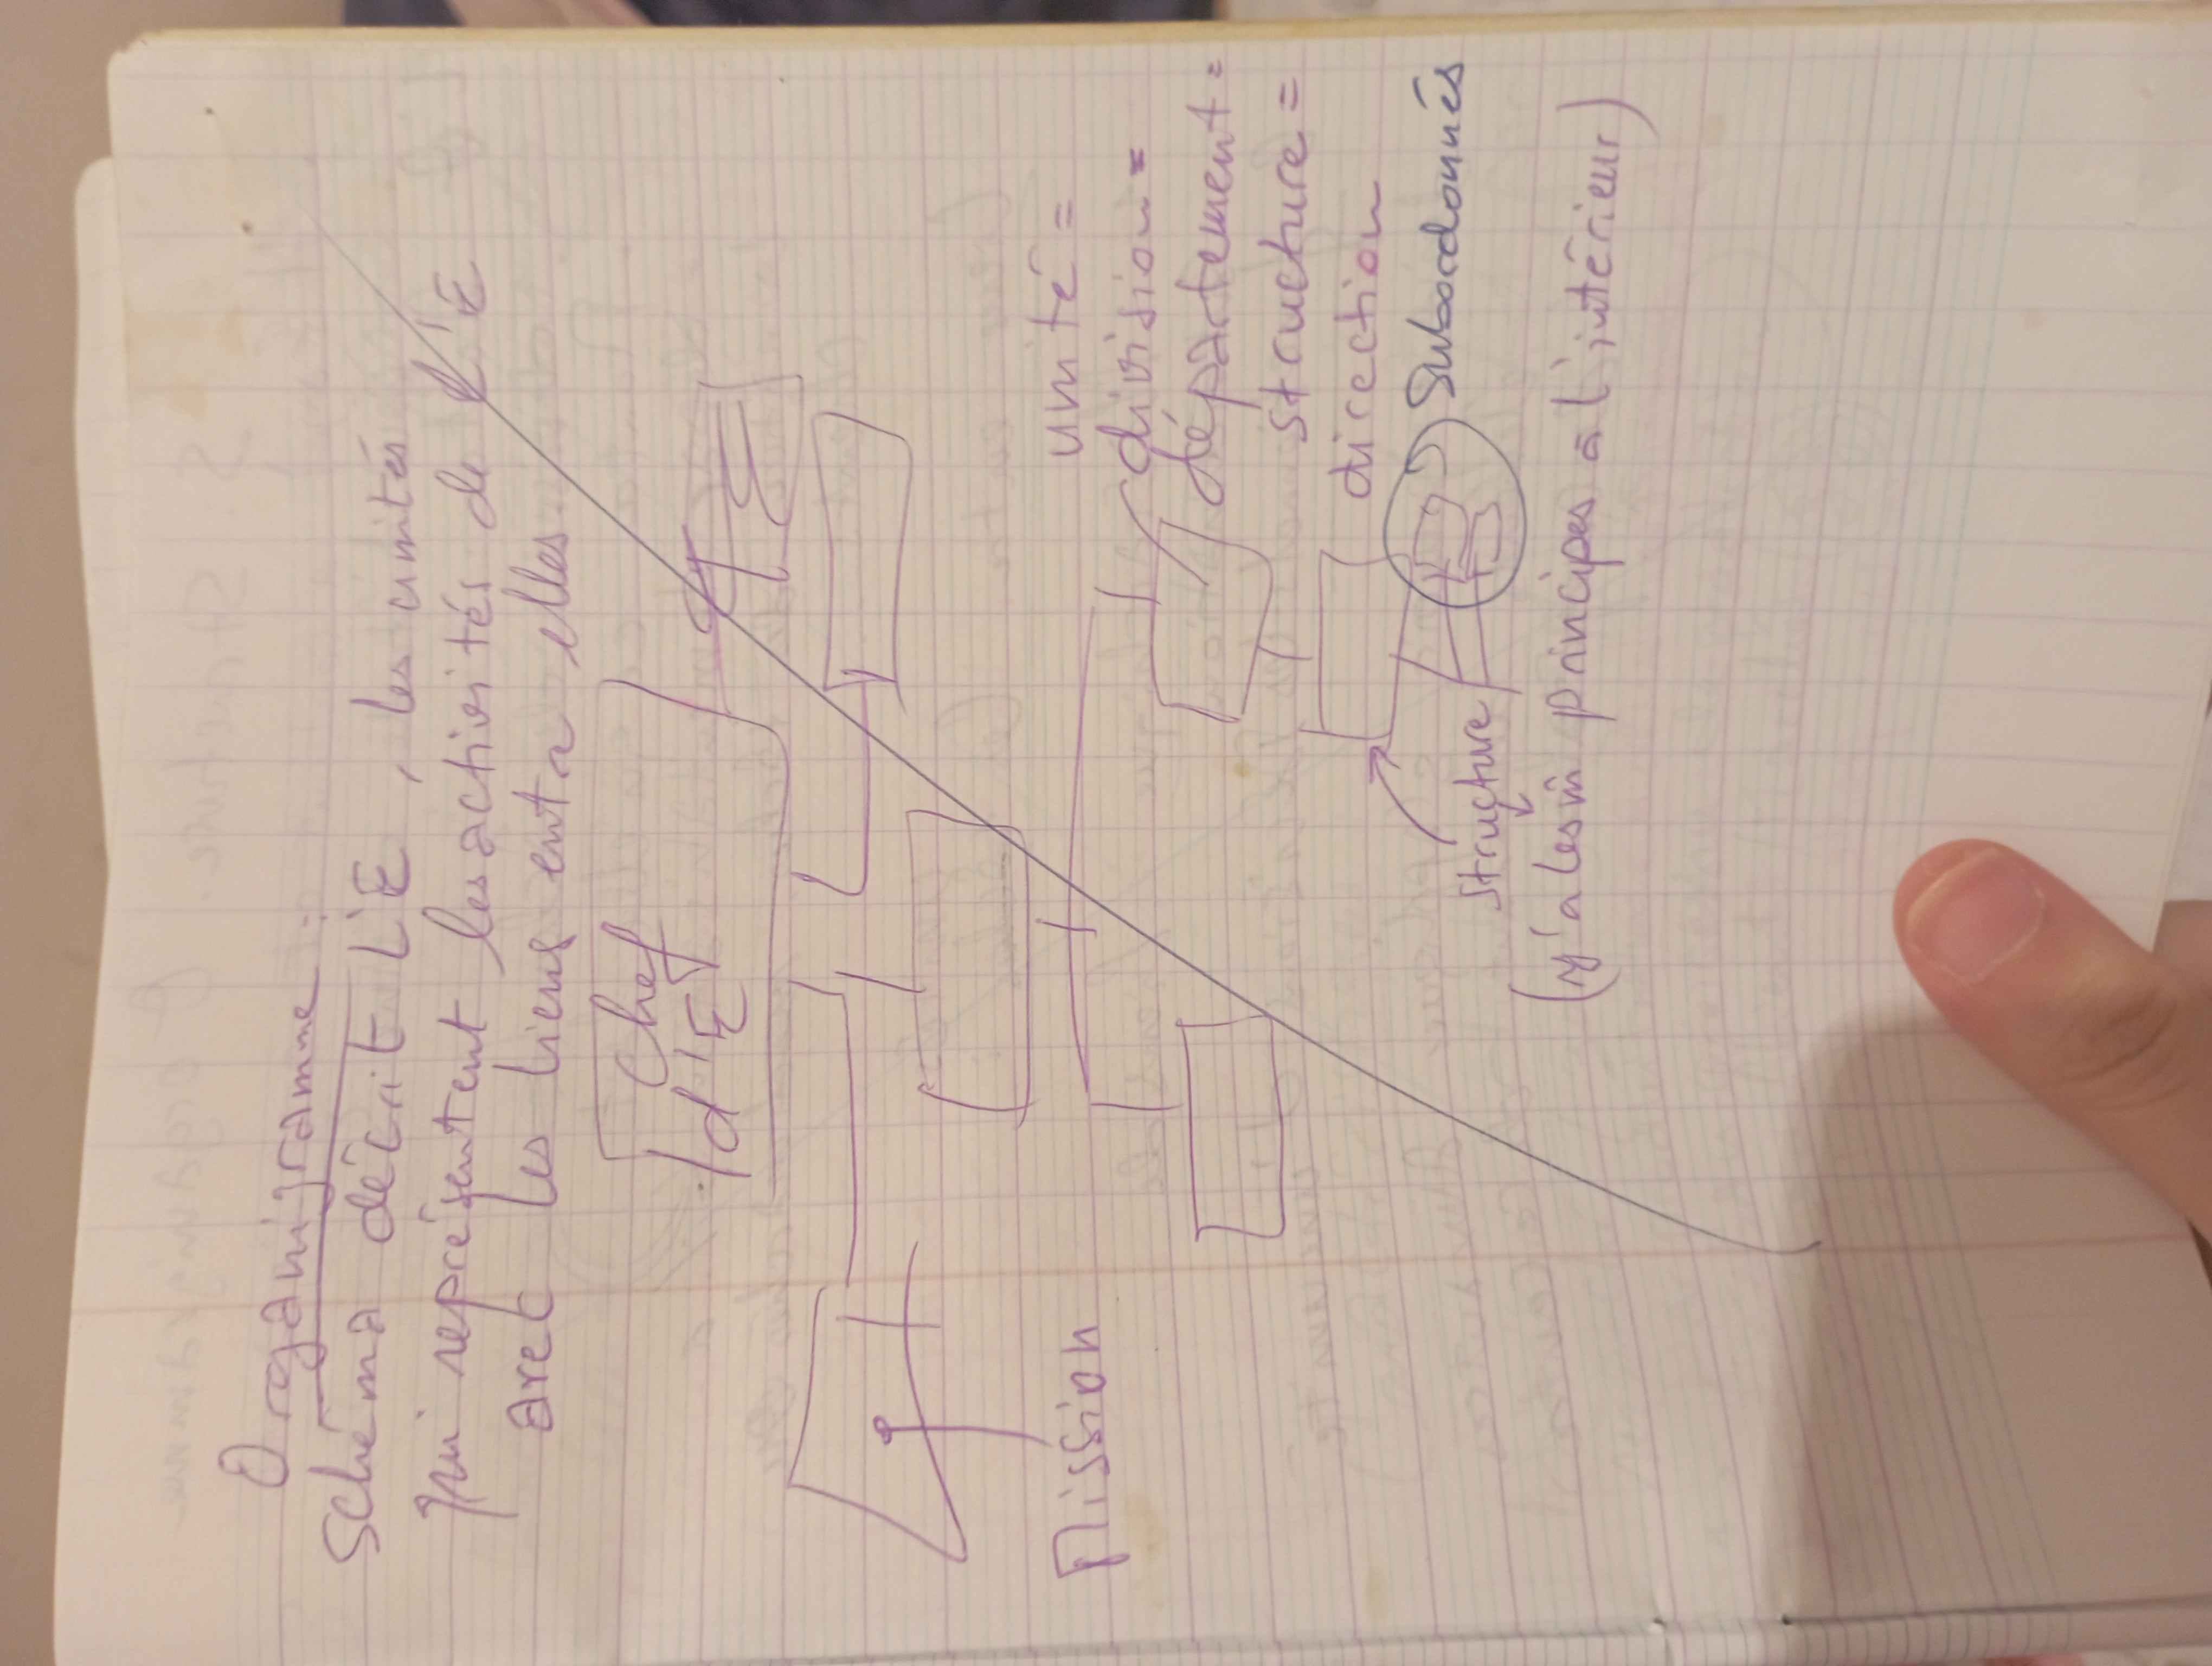 Organigramme :
Schéma décrit L'E, les unités
qui représentent les activités de l'E
avec les liens entre elles.
Chef
d'E
Mission
unité =
division =
département =
structure =
direction
Subordonnés
Structure
(y'a les m̂ principes a l'intérieur)